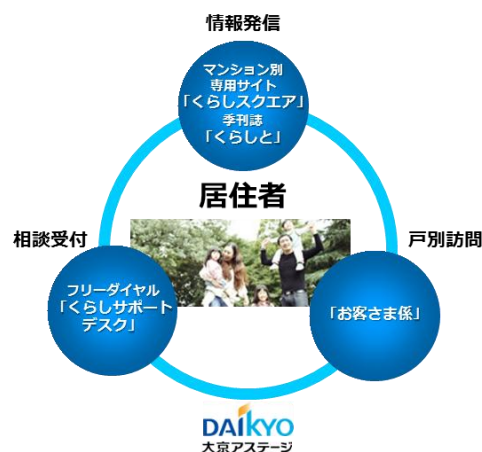 情報発信
マンション別
専用サイト
「くらしスクエア」
季刊誌
「くらしと」
居住者
相談受付
戸別訪問
フリーダイヤル
「くらしサポート
デスク」
「お客さま係」
DAIKYO
大京アステージ